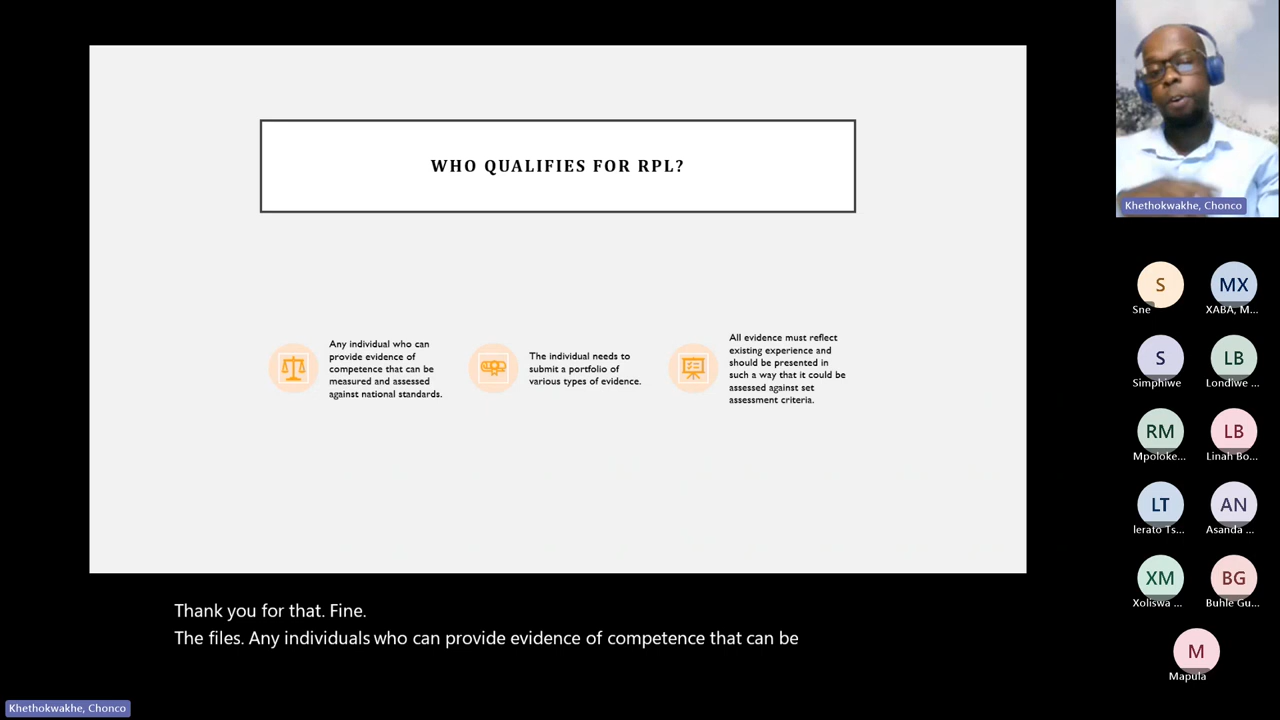 WHO QUALIFIES FOR RPL?
Any individual who can
provide evidence of
competence that can be
measured and assessed
against national standards.
The individual needs to
submit a portfolio of
various types of evidence.
All evidence must reflect
existing experience and
should be presented in
such a way that it could be
assessed against set
assessment criteria.
Thank you for that. Fine.
The files. Any individuals who can provide evidence of competence that can be
Khethokwakhe, Chonco
Khethokwakhe, Chonco
S
Sne
MX
XABA, M...
S
Simphiwe
LB
Londiwe ...
RM
Mpoloke...
LB
Linah Bo...
LT
lerato Ts...
AN
Asanda ...
XM
Xoliswa ...
BG
Buhle Gu...
M
Mapula